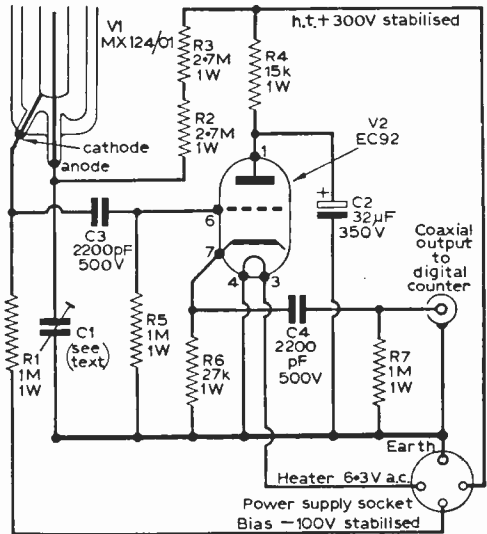 h.t.+ 300V stabilised
V1
MX124/01
R3
2•7M
1W
R4
15k
1W
R2
2•7M
1W
V2
EC92
cathode
anode
1
+
C2
32µF
350V
6
C3
2200pF
500V
7
4
3
Coaxial
output
to
digital
counter
C1
(see
text)
R1
1M
1W
R5
1M
1W
R6
27k
1W
C4
2200
pF
500V
R7
1M
1W
Earth
Heater 6•3V a.c.
Power supply socket
Bias –100V stabilised